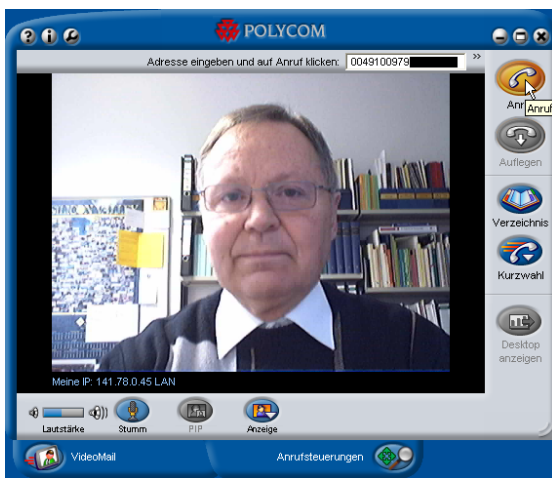 POLYCOM
Adresse eingeben und auf Anruf klicken: 0049100979
Anruf
Auflegen
Verzeichnis
Kurzwahl
Desktop
anzeigen
Meine IP: 141.78.0.45 LAN
Lautstärke
Stumm
PIP
Anzeige
VideoMail
Anrufsteuerungen